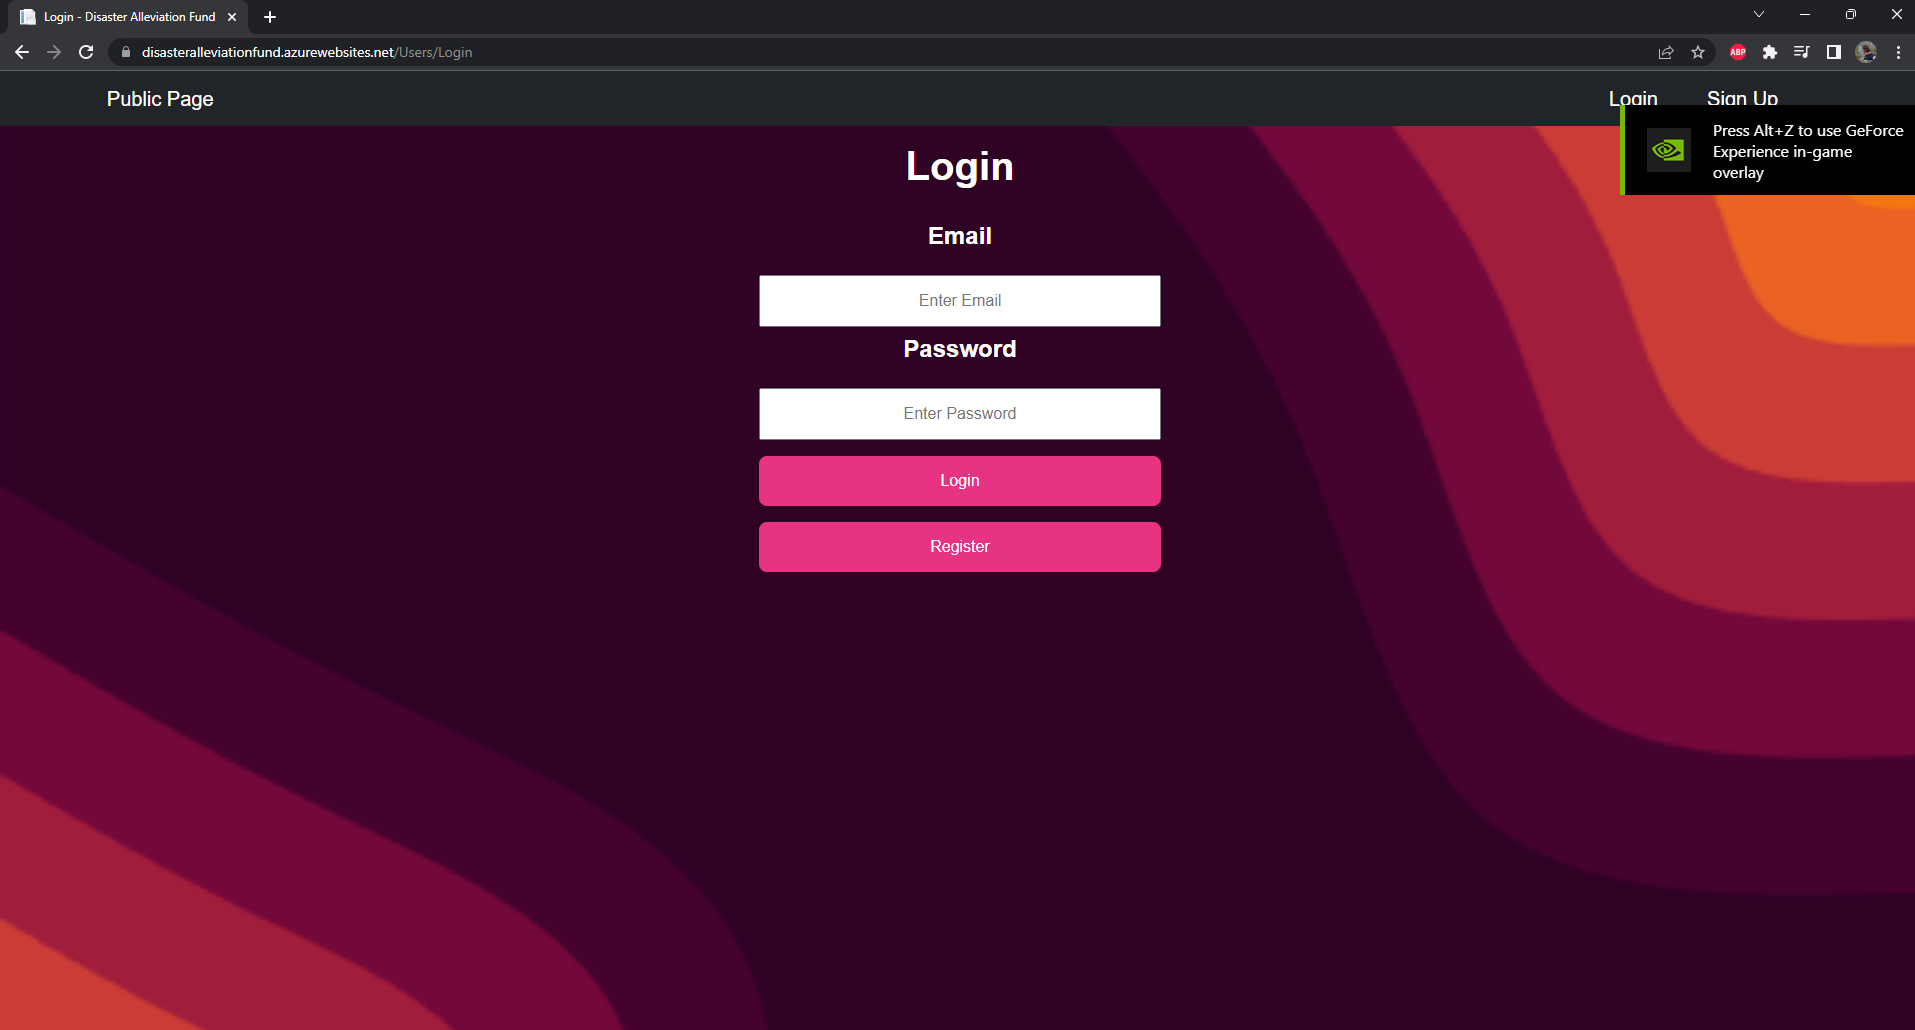 Login - Disaster Alleviation Fund
disasteralleviationfund.azurewebsites.net/Users/Login
ABP
Public Page
Login
Sign Up
Press Alt+Z to use GeForce
Experience in-game
overlay
Login
Email
Enter Email
Password
Enter Password
Login
Register